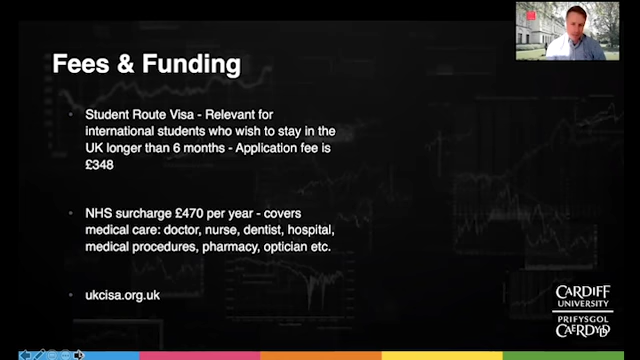 Fees & Funding
• Student Route Visa - Relevant for
international students who wish to stay in the
UK longer than 6 months - Application fee is
£348
• NHS surcharge £470 per year - covers
medical care: doctor, nurse, dentist, hospital,
medical procedures, pharmacy, optician etc.
• ukcisa.org.uk
CARDIFF
UNIVERSITY
PRIFYSGOL
CAERDYDD